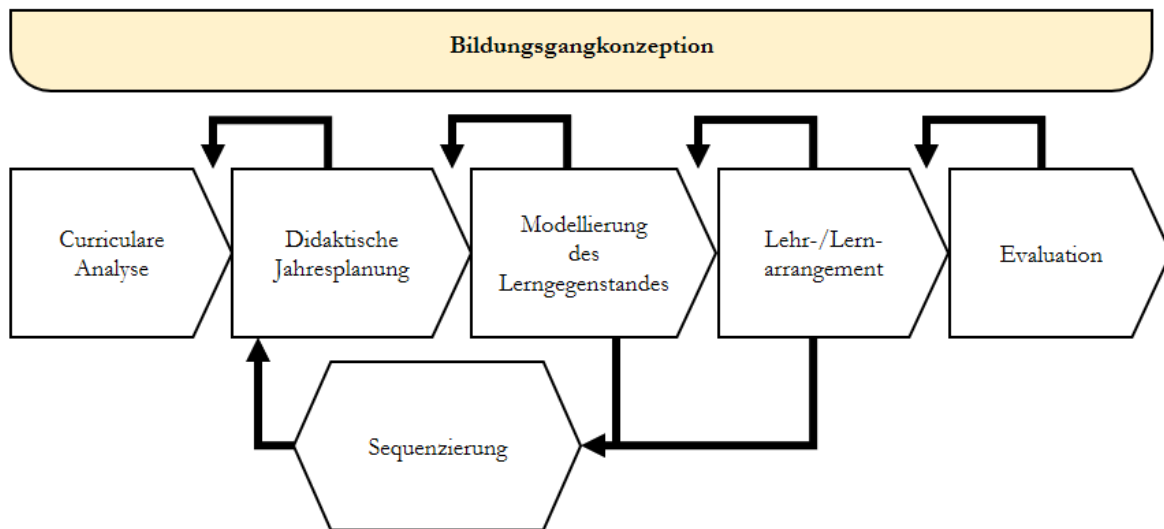 Bildungsgangkonzeption
Curriculare
Analyse
Didaktische
Jahresplanung
Modellierung
des
Lerngegenstandes
Lehr-/Lern-
arrangement
Evaluation
Sequenzierung